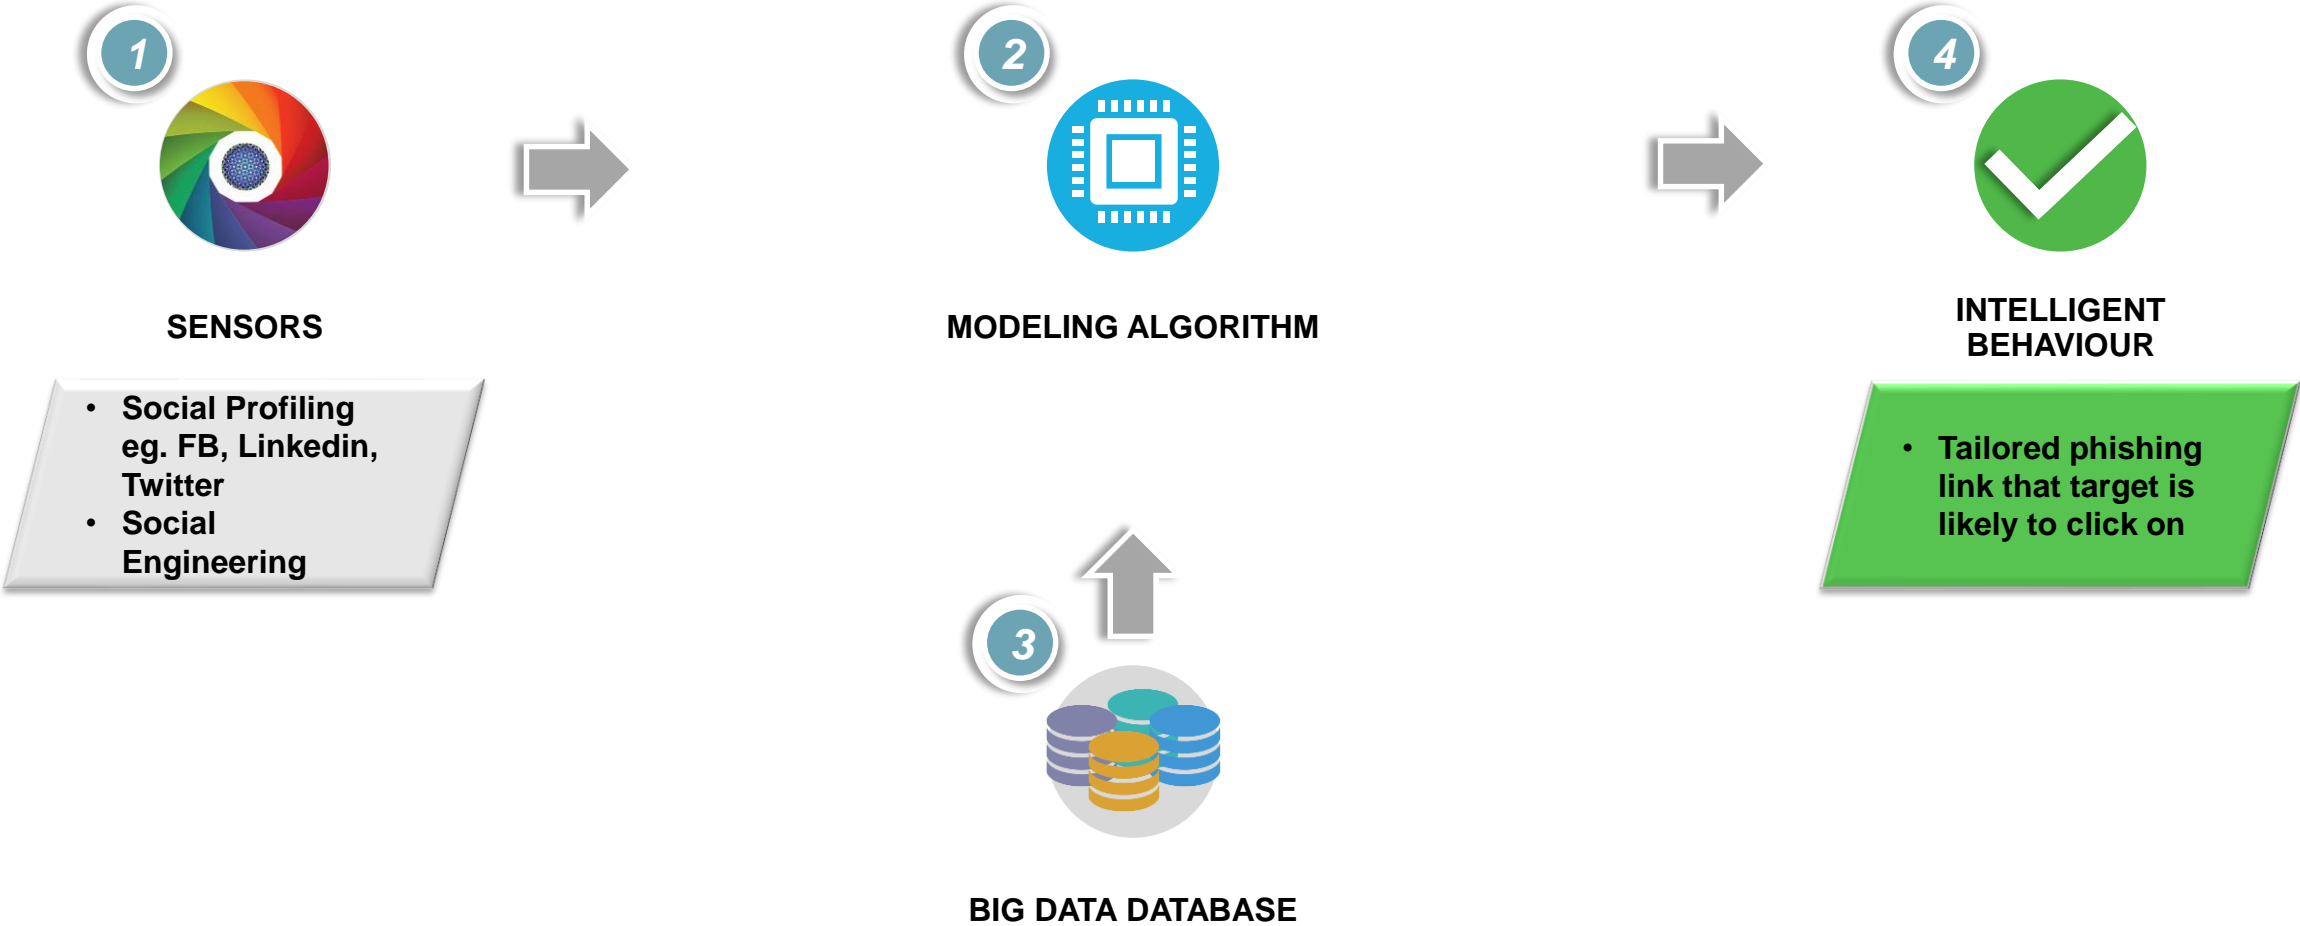 1
SENSORS
• Social Profiling
eg. FB, Linkedin,
Twitter
• Social
Engineering
2
MODELING ALGORITHM
3
BIG DATA DATABASE
4
INTELLIGENT
BEHAVIOUR
• Tailored phishing
link that target is
likely to click on